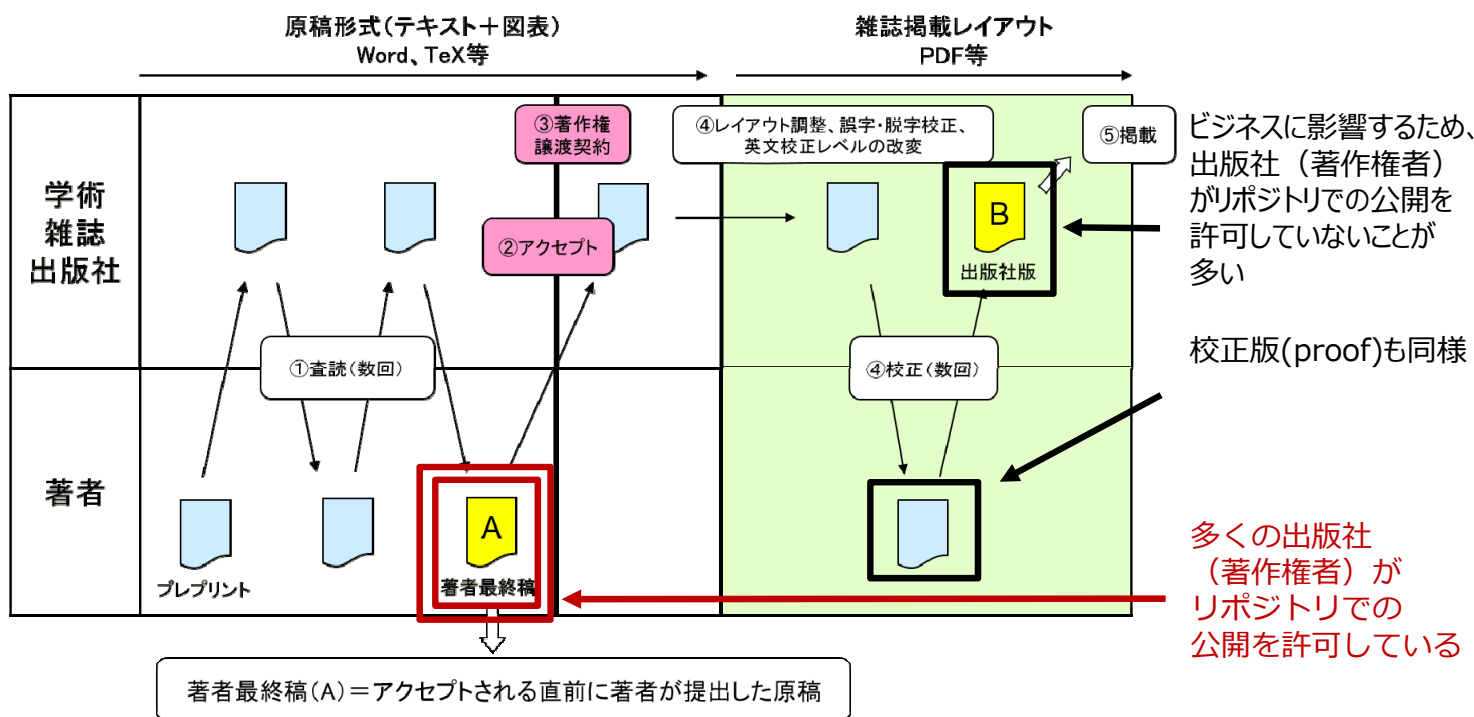 原稿形式(テキスト＋図表)
Word、TeX等
雑誌掲載レイアウト
PDF等
学術
雑誌
出版社
著者
③著作権
譲渡契約
②アクセプト
①査読(数回)
プレプリント
A
著者最終稿
④レイアウト調整、誤字・脱字校正、
英文校正レベルの改変
⑤掲載
B
出版社版
④校正(数回)
ビジネスに影響するため、
出版社（著作権者）
がリポジトリでの公開を
許可していないことが
多い
校正版(proof)も同様
多くの出版社
（著作権者）が
リポジトリでの
公開を許可している
著者最終稿(A)＝アクセプトされる直前に著者が提出した原稿